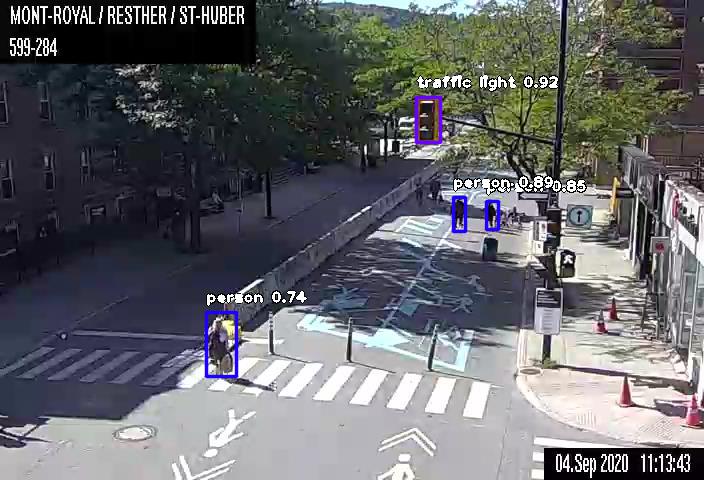 MONT-ROYAL / RESTHER / ST-HUBER
599-284
traffic light 0.92
person 0.89
0.85
person 0.74
04.Sep 2020 11:13:43